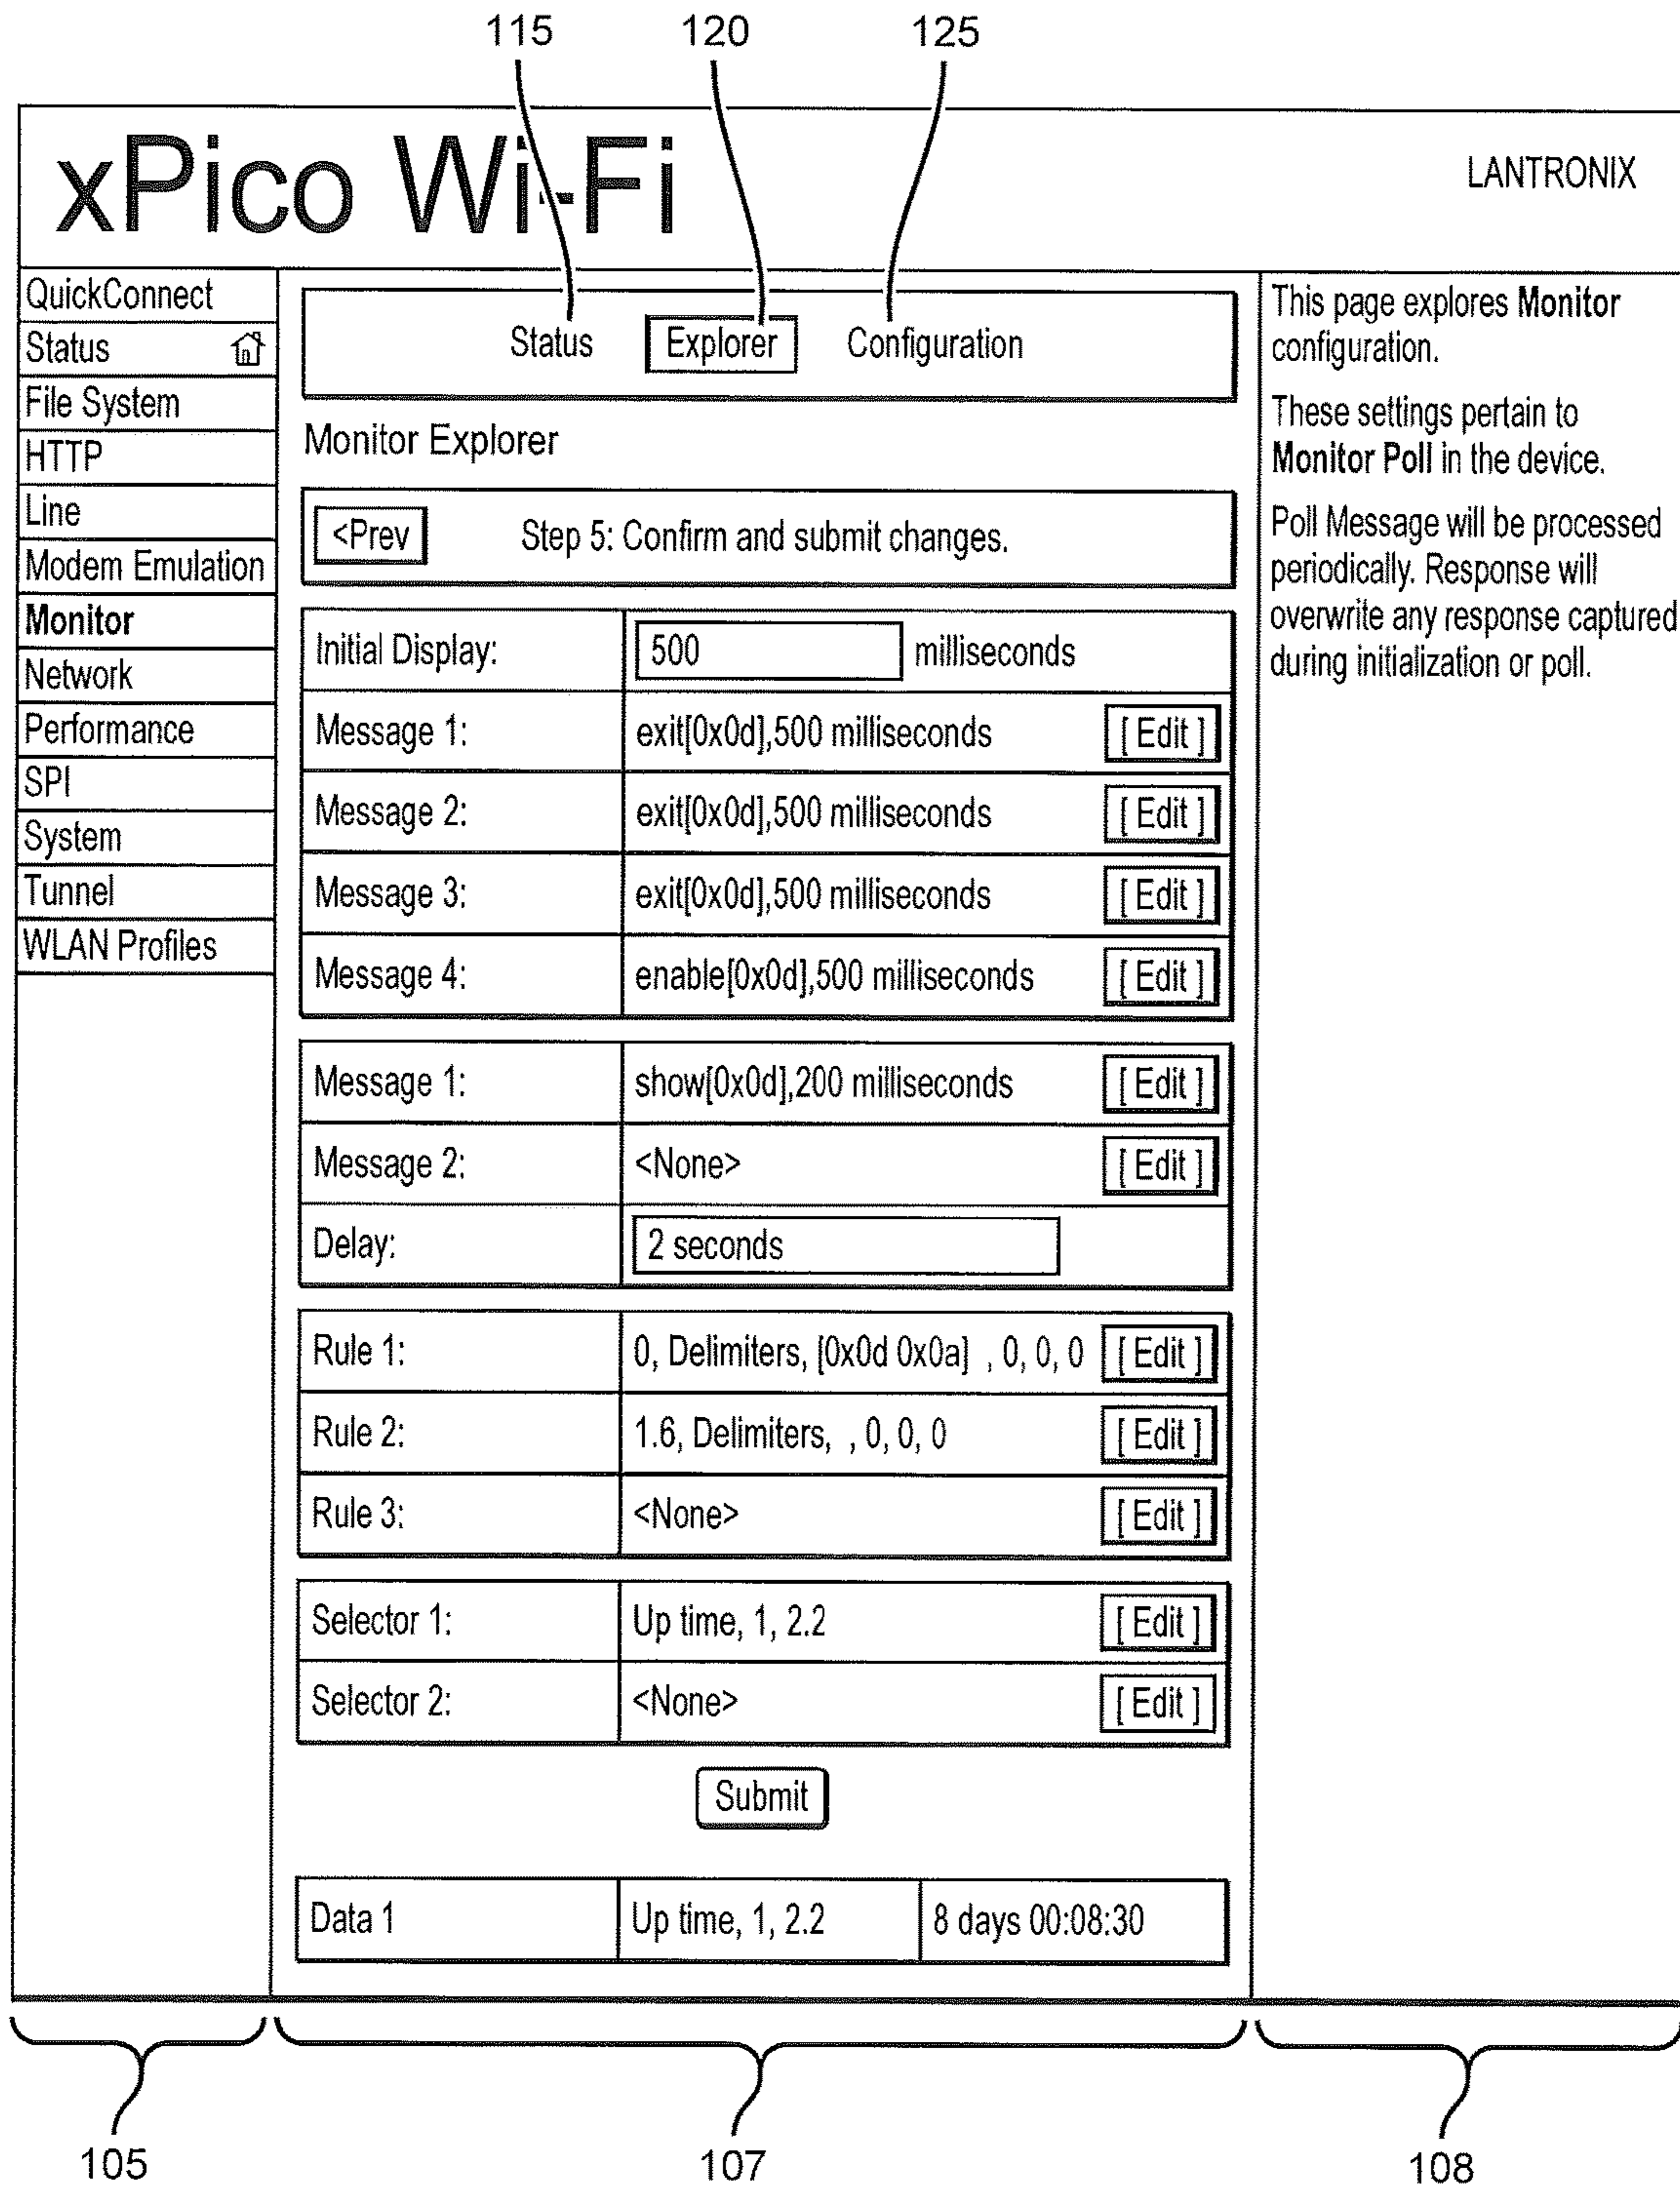 115 120 125
xPico Wi-Fi
LANTRONIX
QuickConnect
Status
File System
HTTP
Line
Modem Emulation
Monitor
Network
Performance
SPI
System
Tunnel
WLAN Profiles
Status Explorer Configuration
Monitor Explorer
<Prev Step 5: Confirm and submit changes.
Initial Display: 500 milliseconds
Message 1: exit[0x0d],500 milliseconds [ Edit ]
Message 2: exit[0x0d],500 milliseconds [ Edit ]
Message 3: exit[0x0d],500 milliseconds [ Edit ]
Message 4: enable[0x0d],500 milliseconds [ Edit ]
Message 1: show[0x0d],200 milliseconds [ Edit ]
Message 2: <None> [ Edit ]
Delay: 2 seconds
Rule 1: 0, Delimiters, [0x0d 0x0a] , 0, 0, 0 [ Edit ]
Rule 2: 1.6, Delimiters, , 0, 0, 0 [ Edit ]
Rule 3: <None> [ Edit ]
Selector 1: Up time, 1, 2.2 [ Edit ]
Selector 2: <None> [ Edit ]
Submit
Data 1 Up time, 1, 2.2 8 days 00:08:30
This page explores Monitor
configuration.
These settings pertain to
Monitor Poll in the device.
Poll Message will be processed
periodically. Response will
overwrite any response captured
during initialization or poll.
105 107 108